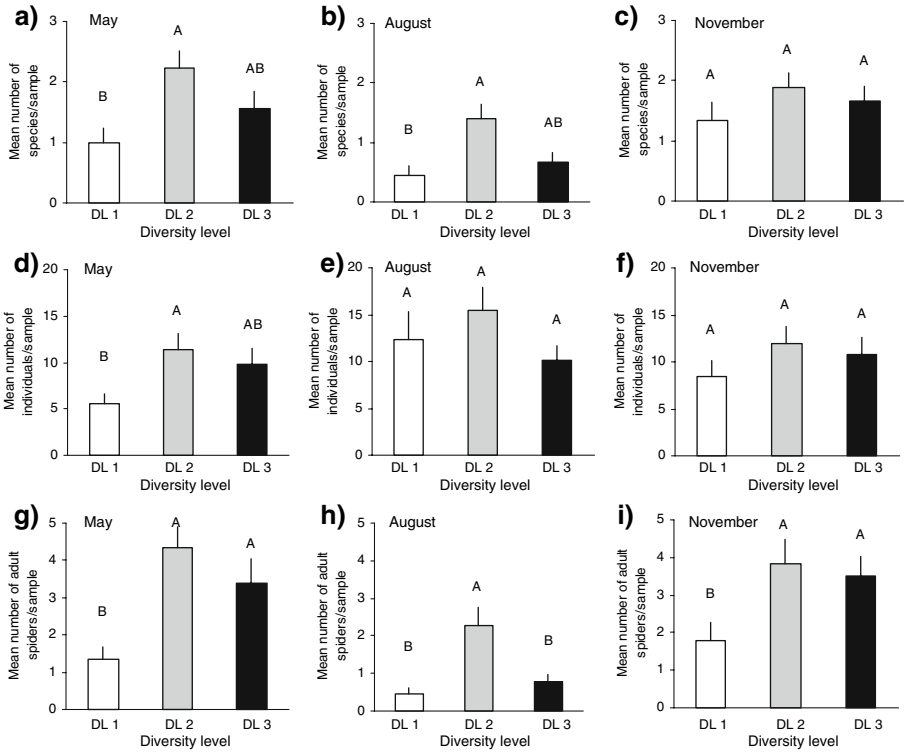 a)
May
Mean number of
species/sample
3
2
1
0
B
A
AB
DL 1
DL 2
DL 3
Diversity level
b)
August
Mean number of
species/sample
3
2
1
0
B
A
AB
DL 1
DL 2
DL 3
Diversity level
c)
November
Mean number of
species/sample
3
2
1
0
A
A
A
DL 1
DL 2
DL 3
Diversity level
d)
May
Mean number of
individuals/sample
20
15
10
5
0
B
A
AB
DL 1
DL 2
DL 3
Diversity level
e)
August
Mean number of
individuals/sample
20
15
10
5
0
A
A
A
DL 1
DL 2
DL 3
Diversity level
f)
November
Mean number of
individuals/sample
20
15
10
5
0
A
A
A
DL 1
DL 2
DL 3
Diversity level
g)
May
Mean number of adult
spiders/sample
5
4
3
2
1
0
B
A
A
DL 1
DL 2
DL 3
Diversity level
h)
August
Mean number of adult
spiders/sample
5
4
3
2
1
0
B
A
B
DL 1
DL 2
DL 3
Diversity level
i)
November
Mean number of adult
spiders/sample
5
4
3
2
1
0
B
A
A
DL 1
DL 2
DL 3
Diversity level